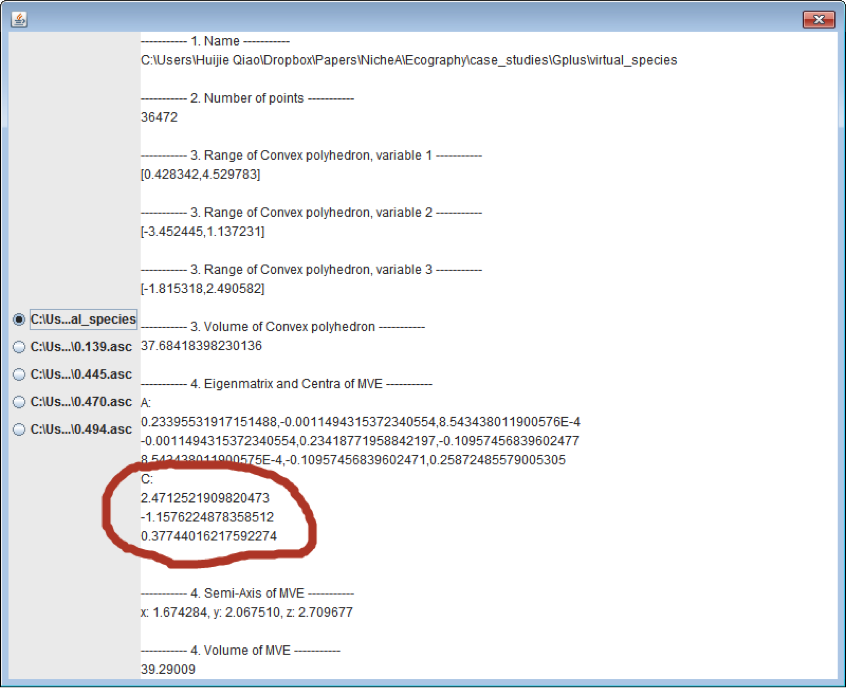 ----------- 1. Name -----------
C:\Users\Huijie Qiao\Dropbox\Papers\NicheA\Ecography\case_studies\Gplus\virtual_species
----------- 2. Number of points -----------
36472
----------- 3. Range of Convex polyhedron, variable 1 -----------
[0.428342,4.529783]
----------- 3. Range of Convex polyhedron, variable 2 -----------
[-3.452445,1.137231]
----------- 3. Range of Convex polyhedron, variable 3 -----------
[-1.815318,2.490582]
----------- 3. Volume of Convex polyhedron -----------
37.68418398230136
----------- 4. Eigenmatrix and Centra of MVE -----------
A:
0.23395531917151488,-0.0011494315372340554,8.543438011900576E-4
-0.0011494315372340554,0.23418771958842197,-0.10957456839602477
8.543438011900575E-4,-0.10957456839602471,0.25872485579005305
C:
2.4712521909820473
-1.1576224878358512
0.37744016217592274
----------- 4. Semi-Axis of MVE -----------
x: 1.674284, y: 2.067510, z: 2.709677
----------- 4. Volume of MVE -----------
39.29009
C:\Us...al_species
C:\Us...\0.139.asc
C:\Us...\0.445.asc
C:\Us...\0.470.asc
C:\Us...\0.494.asc